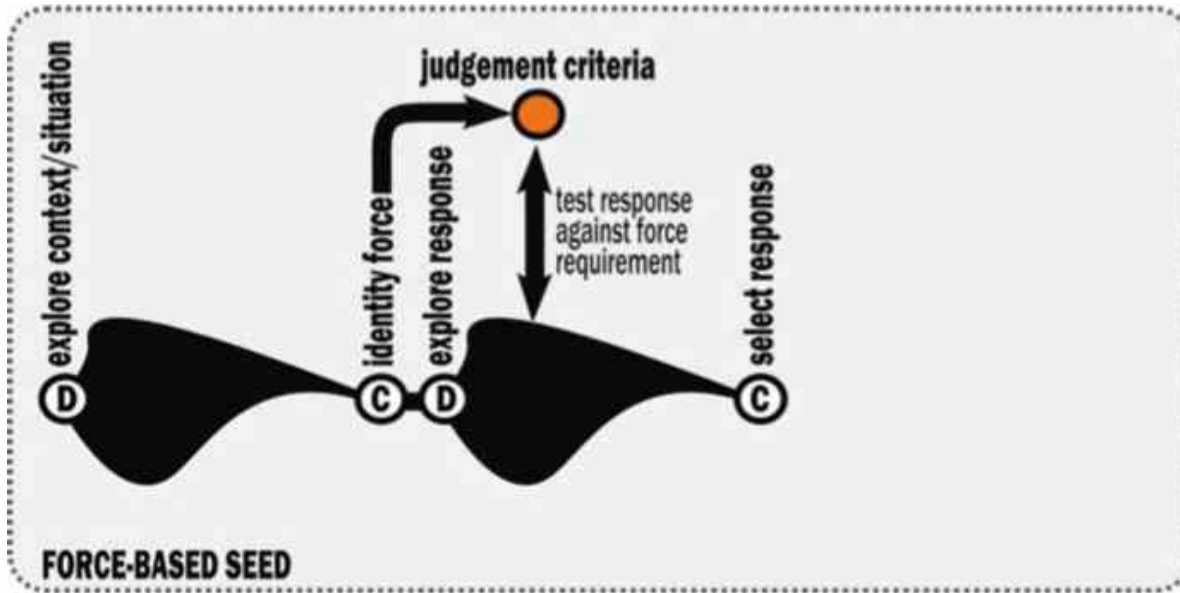 judgement criteria
explore context/situation
identity force
explore response
test response
against force
requirement
select response
D
C
D
C
FORCE-BASED SEED